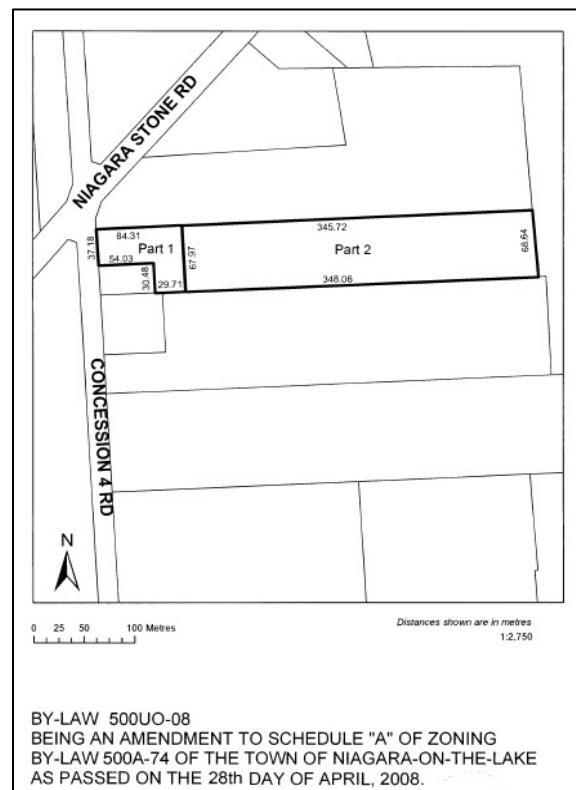 NIAGARA STONE RD
84.31
345.72
Part 1
Part 2
37.18
54.03
30.48
29.71
67.97
68.64
348.06
CONCESSION 4 RD
N
0 25 50 100 Metres
Distances shown are in metres
1:2,750
BY-LAW 500UO-08
BEING AN AMENDMENT TO SCHEDULE "A" OF ZONING
BY-LAW 500A-74 OF THE TOWN OF NIAGARA-ON-THE-LAKE
AS PASSED ON THE 28th DAY OF APRIL, 2008.